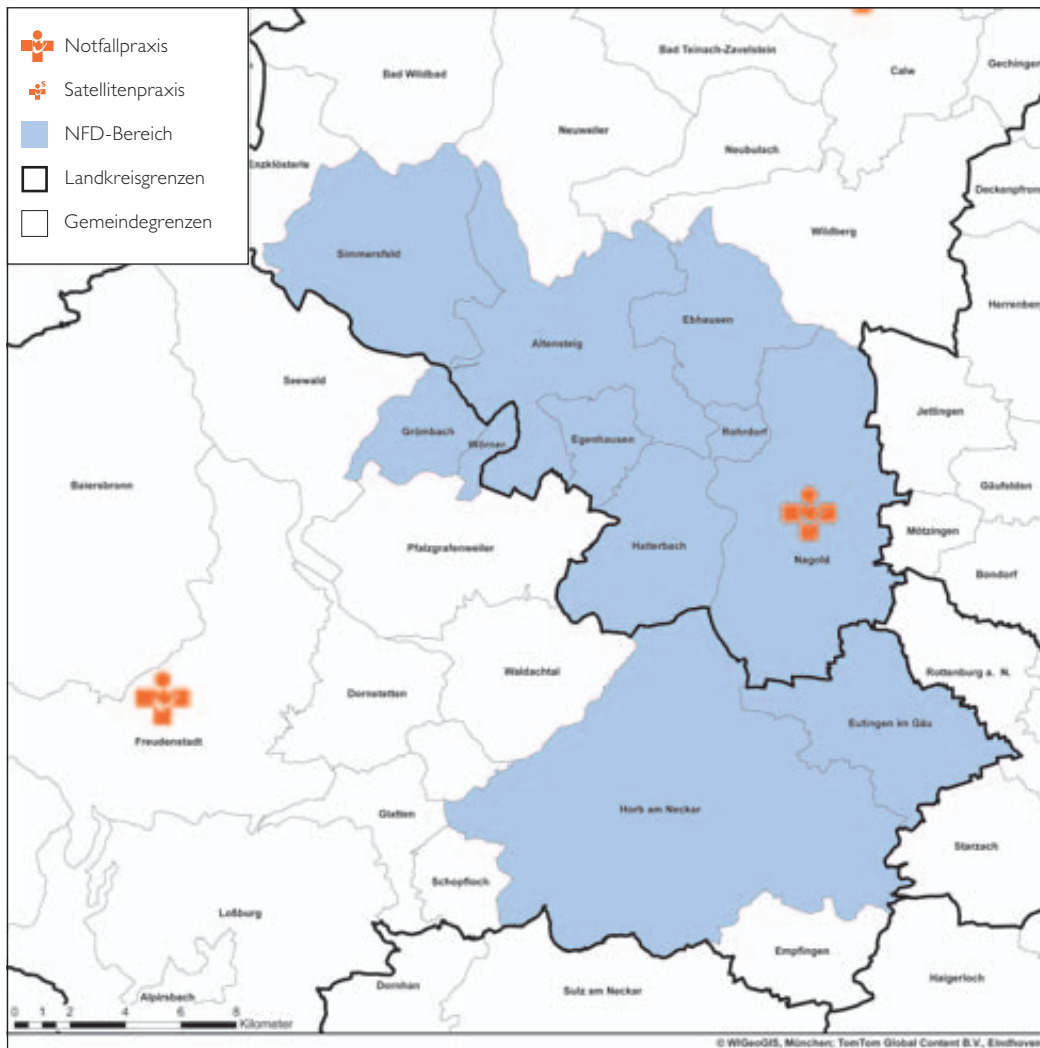 Notfallpraxis
Satellitenpraxis
NFD-Bereich
Landkreisgrenzen
Gemeindegrenzen
Bad Teinach-Zavelstein
Bad Wildbad
Calw
Gechingen
Neuweiler
Neubulach
Enzklösterle
Deckenpfronn
Wildberg
Simmersfeld
Herrenberg
Ebhausen
Altensteig
Seewald
Jettingen
Grömbach
Wörner
Egenhausen
Rohrdorf
Baiersbronn
Gäufelden
Mötzingen
Pfalzgrafenweiler
Haiterbach
Nagold
Bondorf
Waldachtal
Rottenburg a. N.
Dornstetten
Eutingen im Gäu
Freudenstadt
Horb am Neckar
Glatten
Starzach
Schopfloch
Loßburg
Empfingen
Haigerloch
Dornhan
Sulz am Neckar
Alpirsbach
0 1 2 4 6 8 Kilometer
© WIGeoGIS, München; TomTom Global Content B.V., Eindhoven